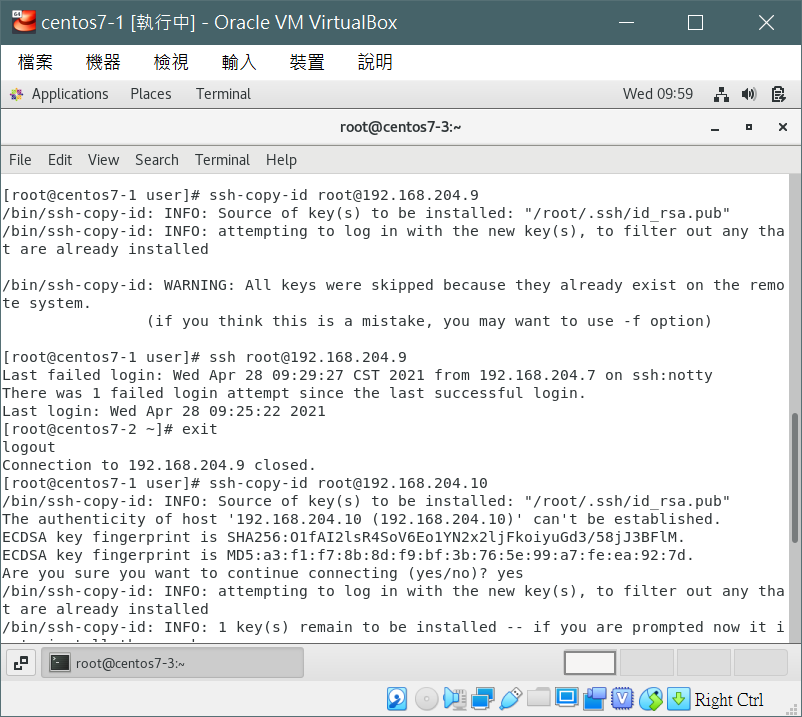 centos7-1 [執行中] - Oracle VM VirtualBox
檔案 機器 檢視 輸入 裝置 說明
Applications Places Terminal Wed 09:59
root@centos7-3:~
File Edit View Search Terminal Help
[root@centos7-1 user]# ssh-copy-id root@192.168.204.9
/bin/ssh-copy-id: INFO: Source of key(s) to be installed: "/root/.ssh/id_rsa.pub"
/bin/ssh-copy-id: INFO: attempting to log in with the new key(s), to filter out any tha
t are already installed
/bin/ssh-copy-id: WARNING: All keys were skipped because they already exist on the remo
te system.
(if you think this is a mistake, you may want to use -f option)
[root@centos7-1 user]# ssh root@192.168.204.9
Last failed login: Wed Apr 28 09:29:27 CST 2021 from 192.168.204.7 on ssh:notty
There was 1 failed login attempt since the last successful login.
Last login: Wed Apr 28 09:25:22 2021
[root@centos7-2 ~]# exit
logout
Connection to 192.168.204.9 closed.
[root@centos7-1 user]# ssh-copy-id root@192.168.204.10
/bin/ssh-copy-id: INFO: Source of key(s) to be installed: "/root/.ssh/id_rsa.pub"
The authenticity of host '192.168.204.10 (192.168.204.10)' can't be established.
ECDSA key fingerprint is SHA256:O1fAI2lsR4SoV6Eo1YN2x2ljFkoiyuGd3/58jJ3BFlM.
ECDSA key fingerprint is MD5:a3:f1:f7:8b:8d:f9:bf:3b:76:5e:99:a7:fe:ea:92:7d.
Are you sure you want to continue connecting (yes/no)? yes
/bin/ssh-copy-id: INFO: attempting to log in with the new key(s), to filter out any tha
t are already installed
/bin/ssh-copy-id: INFO: 1 key(s) remain to be installed -- if you are prompted now it i
root@centos7-3:~
Right Ctrl